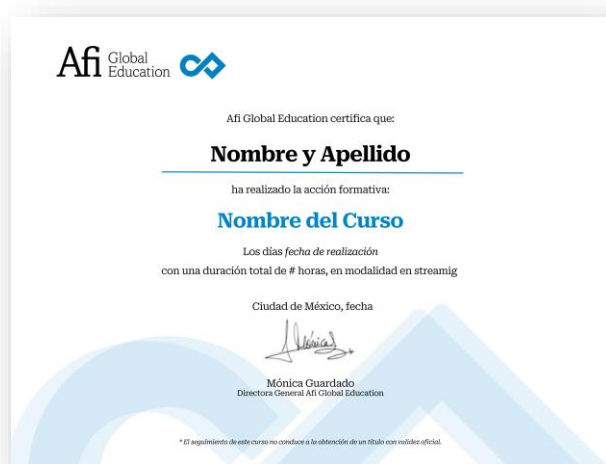 Afi Global
Education
Afi Global Education certifica que:
Nombre y Apellido
ha realizado la acción formativa:
Nombre del Curso
Los días fecha de realización
con una duración total de # horas, en modalidad en streamig
Ciudad de México, fecha
Mónica
Mónica Guardado
Directora General Afi Global Education
* El seguimiento de este curso no conduce a la obtención de un título con validez oficial.